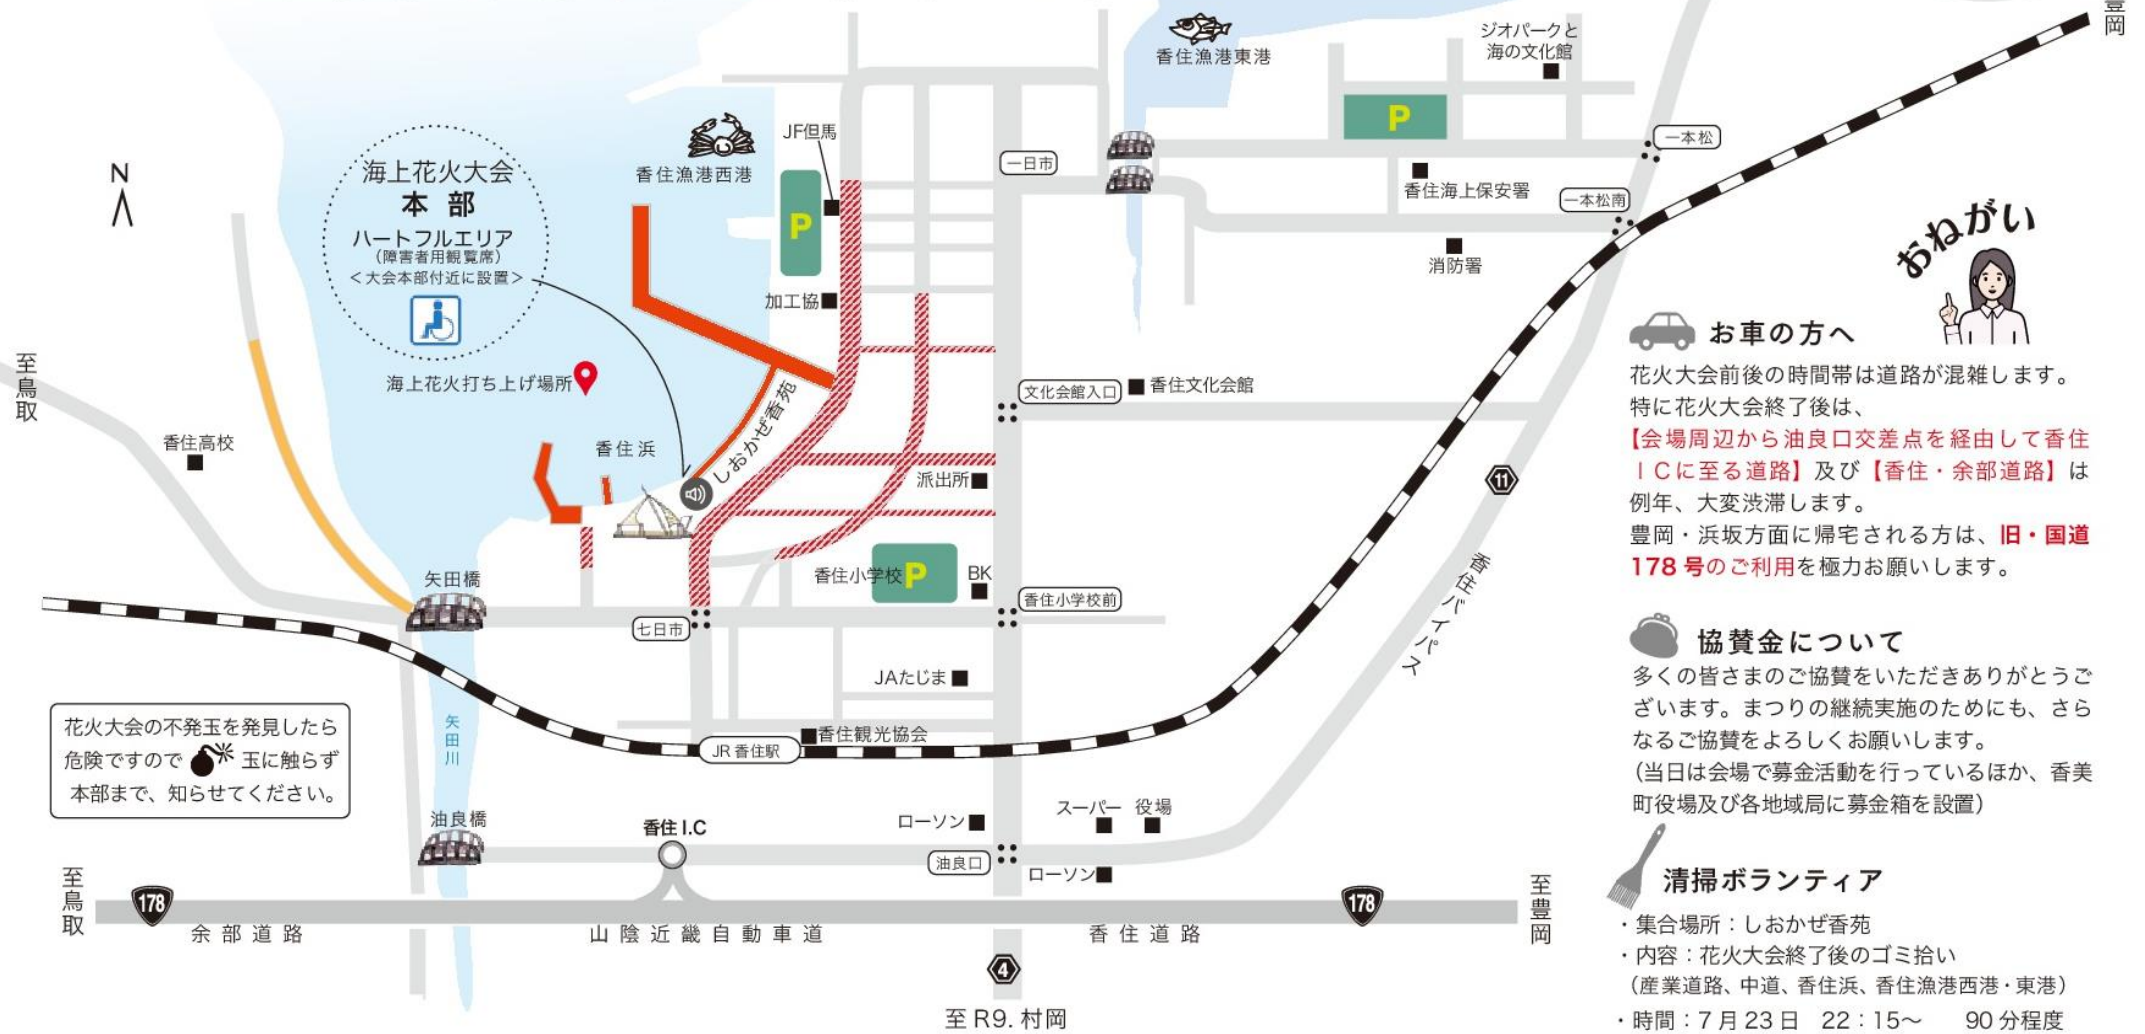 至豊岡
香住漁港東港
ジオパークと
海の文化館
P
一本松
JF但馬
香住漁港西港
一日市
海上花火大会
本部
ハートフルエリア
(障害者用観覧席)
<大会本部付近に設置>
N
P
香住海上保安署
一本松南
消防署
加工協
至鳥取
海上花火打ち上げ場所
しおかぜ香苑
文化会館入口
香住文化会館
香住高校
香住浜
派出所
11
香住バイパス
矢田橋
香住小学校
P
BK
香住小学校前
七日市
JAたじま
矢田川
JR 香住駅
香住観光協会
花火大会の不発玉を発見したら
危険ですので 玉に触らず
本部まで、知らせてください。
油良橋
香住 I.C
ローソン
スーパー 役場
油良口
ローソン
至鳥取
178
178
至豊岡
余部道路
山陰近畿自動車道
香住道路
4
至 R9. 村岡
おねがい
お車の方へ
花火大会前後の時間帯は道路が混雑します。
特に花火大会終了後は、
【会場周辺から油良口交差点を経由して香住
ＩＣに至る道路】及び【香住・余部道路】は
例年、大変渋滞します。
豊岡・浜坂方面に帰宅される方は、旧・国道
178 号のご利用を極力お願いします。
協賛金について
多くの皆さまのご協賛をいただきありがとうご
ざいます。まつりの継続実施のためにも、さら
なるご協賛をよろしくお願いします。
(当日は会場で募金活動を行っているほか、香美
町役場及び各地域局に募金箱を設置)
清掃ボランティア
・集合場所：しおかぜ香苑
・内容：花火大会終了後のゴミ拾い
(産業道路、中道、香住浜、香住漁港西港・東港)
・時間：7 月 23 日　22：15～　　90 分程度